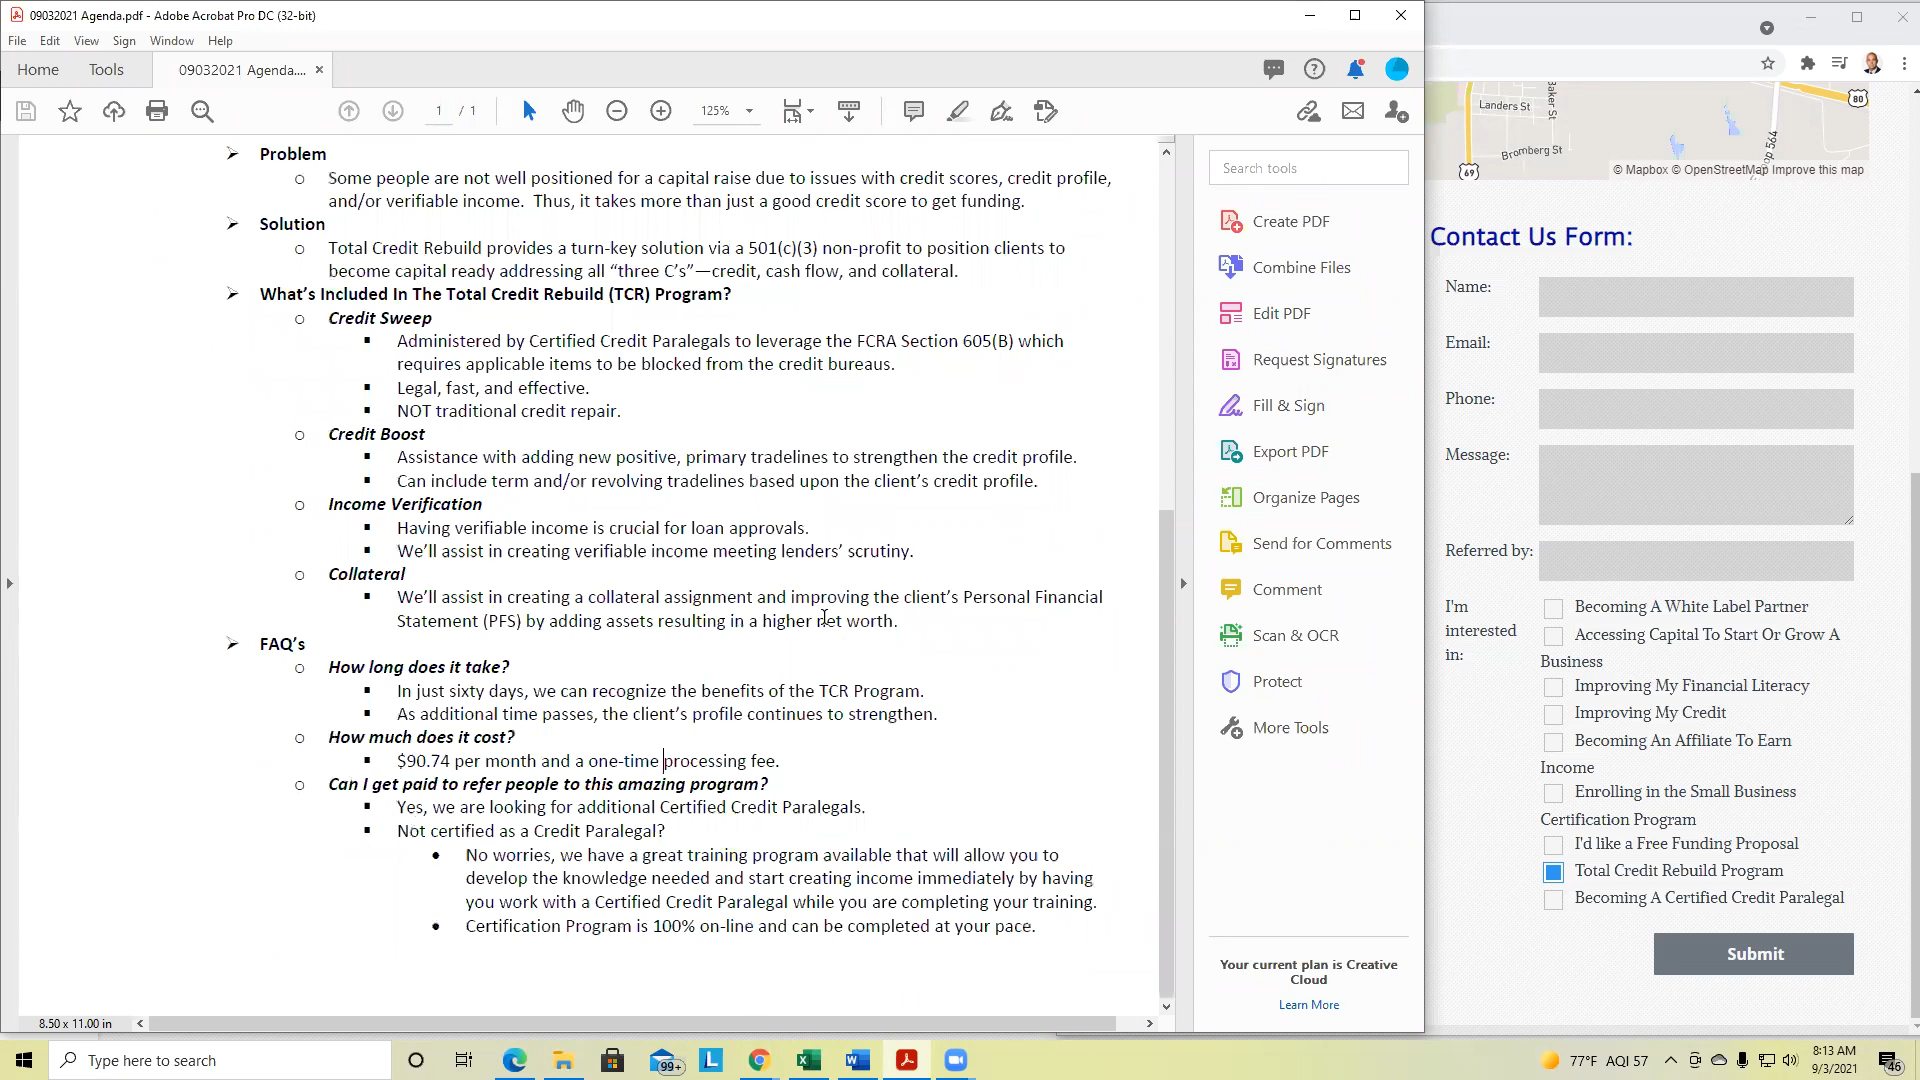 09032021 Agenda.pdf - Adobe Acrobat Pro DC (32-bit)
File Edit View Sign Window Help
Home Tools 09032021 Agenda.... ×
1 / 1 125%
➢ Problem
o Some people are not well positioned for a capital raise due to issues with credit scores, credit profile,
and/or verifiable income. Thus, it takes more than just a good credit score to get funding.
➢ Solution
o Total Credit Rebuild provides a turn-key solution via a 501(c)(3) non-profit to position clients to
become capital ready addressing all “three C’s”—credit, cash flow, and collateral.
➢ What’s Included In The Total Credit Rebuild (TCR) Program?
o Credit Sweep
▪ Administered by Certified Credit Paralegals to leverage the FCRA Section 605(B) which
requires applicable items to be blocked from the credit bureaus.
▪ Legal, fast, and effective.
▪ NOT traditional credit repair.
o Credit Boost
▪ Assistance with adding new positive, primary tradelines to strengthen the credit profile.
▪ Can include term and/or revolving tradelines based upon the client’s credit profile.
o Income Verification
▪ Having verifiable income is crucial for loan approvals.
▪ We’ll assist in creating verifiable income meeting lenders’ scrutiny.
o Collateral
▪ We’ll assist in creating a collateral assignment and improving the client’s Personal Financial
Statement (PFS) by adding assets resulting in a higher net worth.
➢ FAQ’s
o How long does it take?
▪ In just sixty days, we can recognize the benefits of the TCR Program.
▪ As additional time passes, the client’s profile continues to strengthen.
o How much does it cost?
▪ $90.74 per month and a one-time processing fee.
o Can I get paid to refer people to this amazing program?
▪ Yes, we are looking for additional Certified Credit Paralegals.
▪ Not certified as a Credit Paralegal?
• No worries, we have a great training program available that will allow you to
develop the knowledge needed and start creating income immediately by having
you work with a Certified Credit Paralegal while you are completing your training.
• Certification Program is 100% on-line and can be completed at your pace.
8.50 x 11.00 in
Search tools
Create PDF
Combine Files
Edit PDF
Request Signatures
Fill & Sign
Export PDF
Organize Pages
Send for Comments
Comment
Scan & OCR
Protect
More Tools
Your current plan is Creative
Cloud
Learn More
Landers St
Baker St
Bromberg St
Loop 564
80
69
© Mapbox © OpenStreetMap Improve this map
Contact Us Form:
Name:
Email:
Phone:
Message:
Referred by:
I'm
interested
in:
Becoming A White Label Partner
Accessing Capital To Start Or Grow A
Business
Improving My Financial Literacy
Improving My Credit
Becoming An Affiliate To Earn
Income
Enrolling in the Small Business
Certification Program
I'd like a Free Funding Proposal
Total Credit Rebuild Program
Becoming A Certified Credit Paralegal
Submit
Type here to search
99+
L
77°F AQI 57
8:13 AM
9/3/2021
46